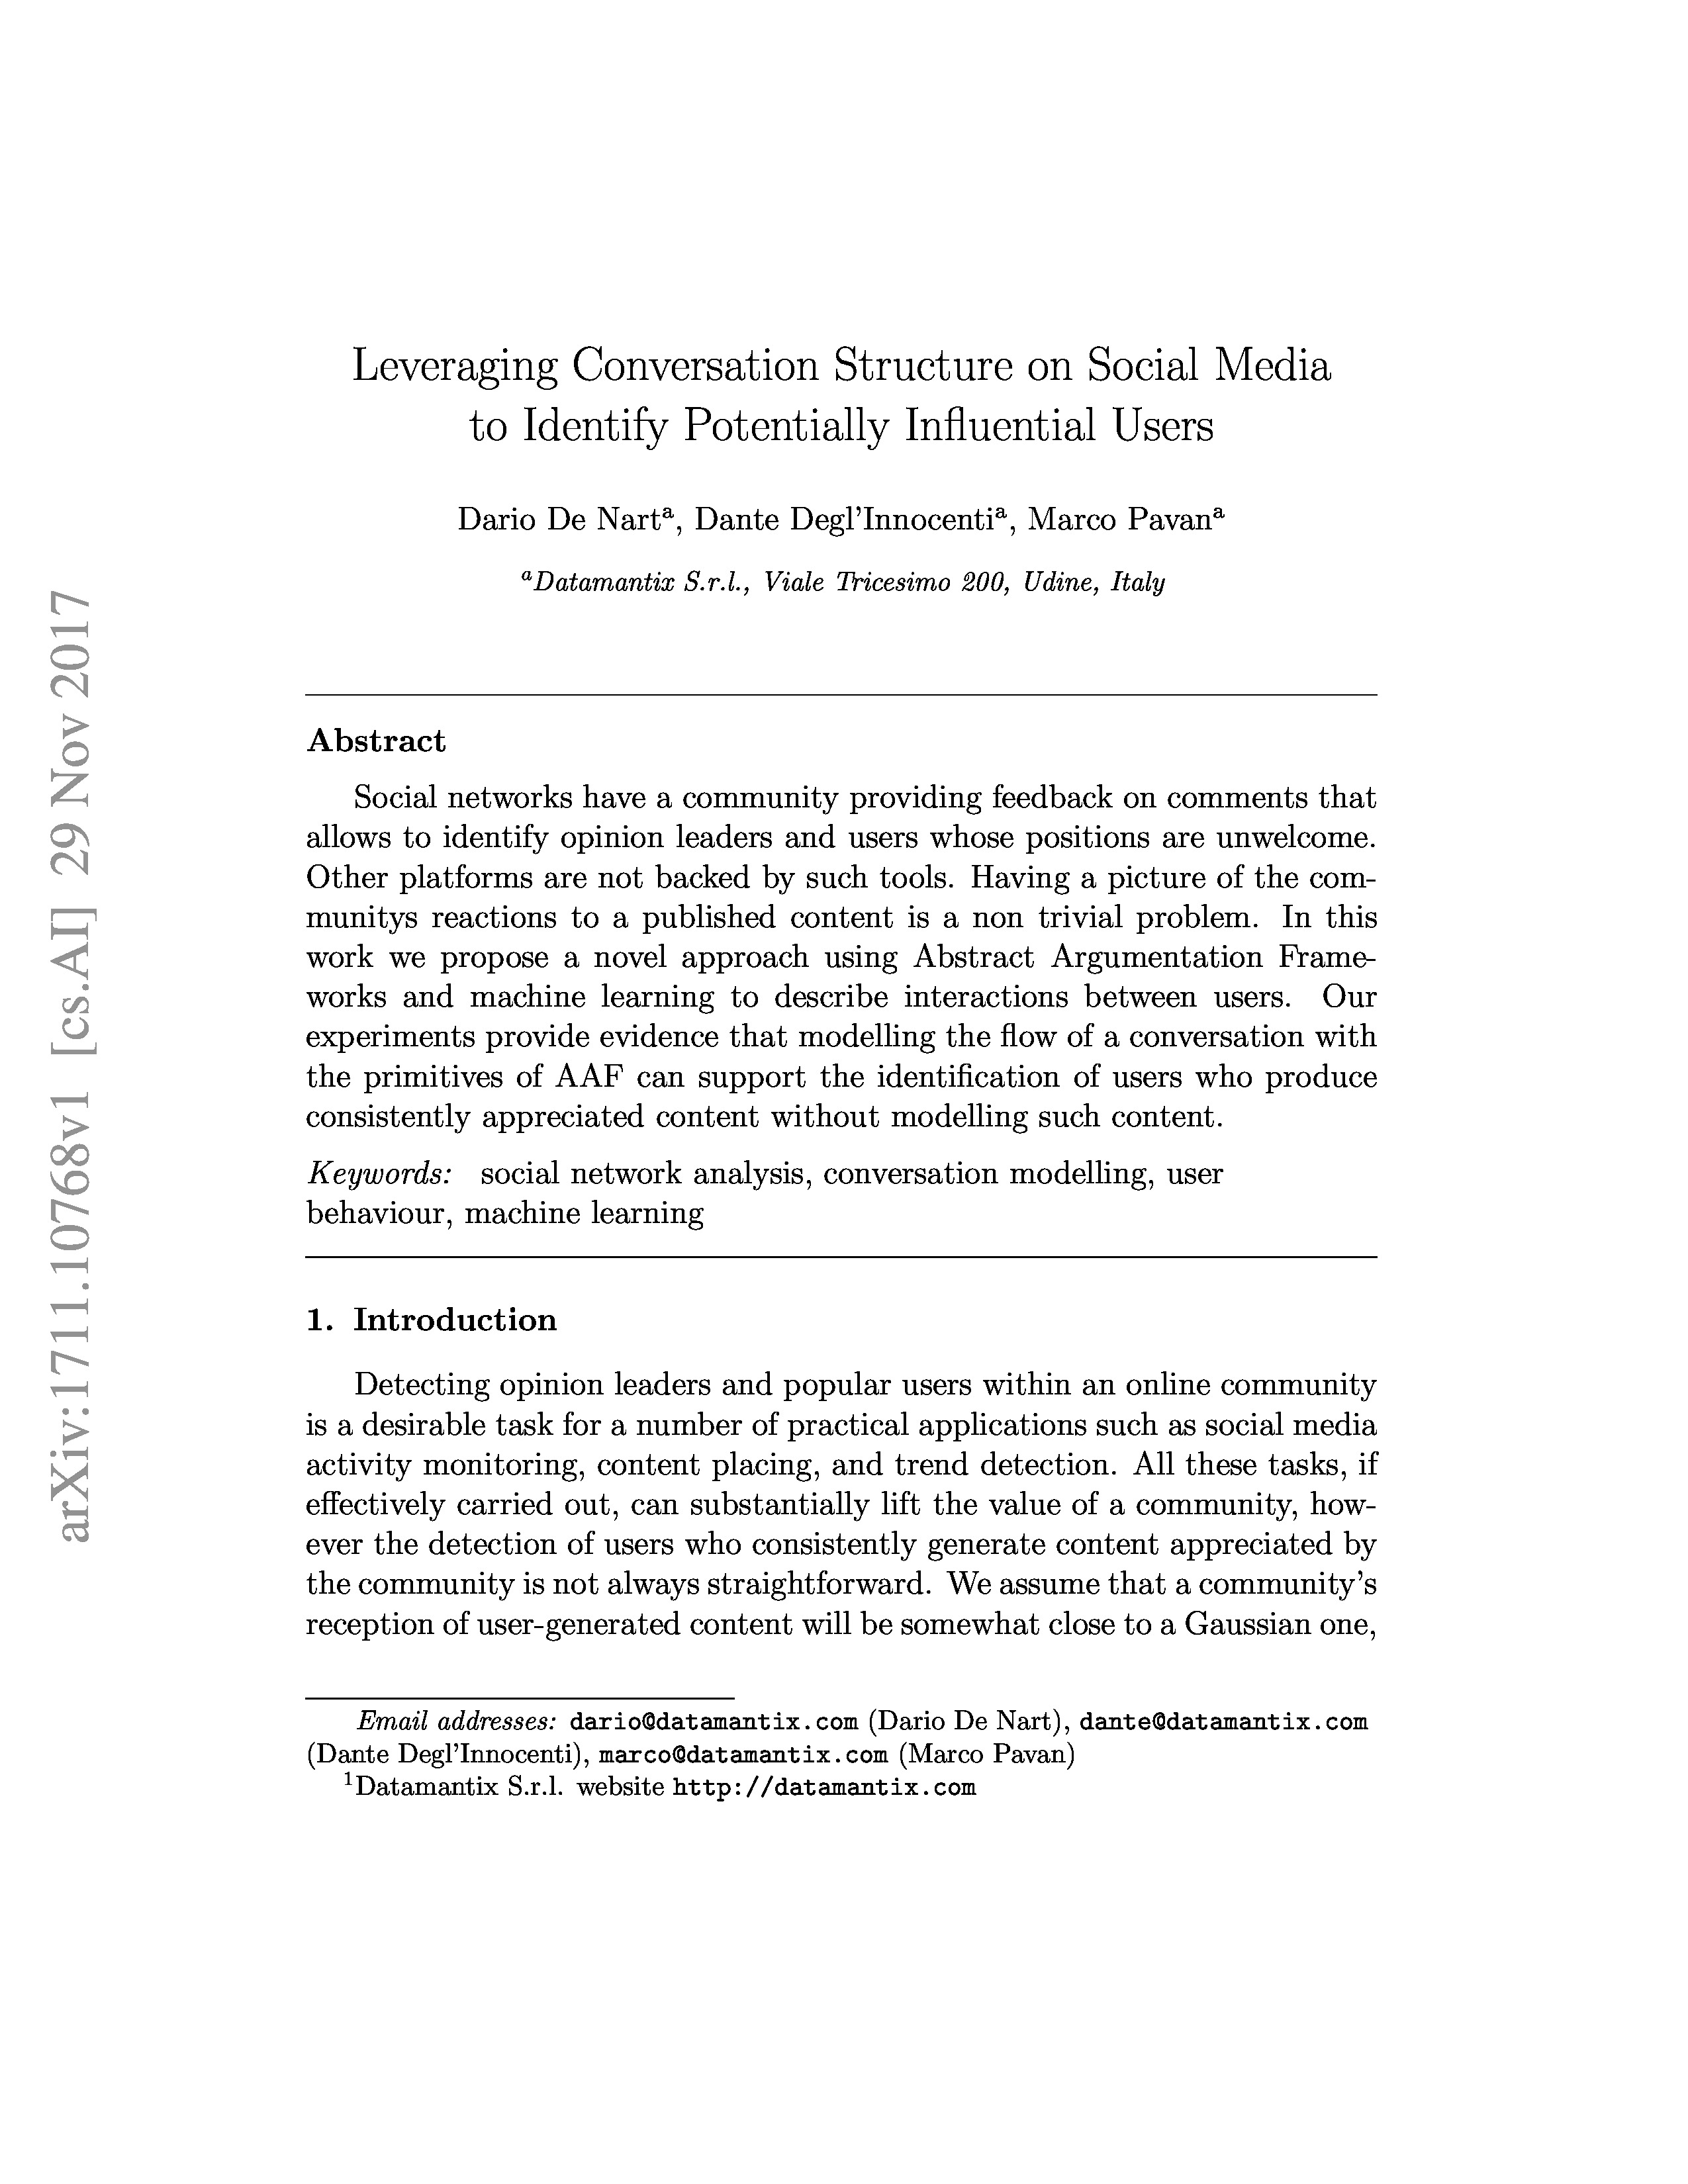 Leveraging Conversation Structure on Social Media
to Identify Potentially Influential Users
Dario De Nartᵃ, Dante Degl'Innocentiᵃ, Marco Pavanᵃ
ᵃDatamantix S.r.l., Viale Tricesimo 200, Udine, Italy
Abstract
Social networks have a community providing feedback on comments that
allows to identify opinion leaders and users whose positions are unwelcome.
Other platforms are not backed by such tools. Having a picture of the com-
munitys reactions to a published content is a non trivial problem. In this
work we propose a novel approach using Abstract Argumentation Frame-
works and machine learning to describe interactions between users. Our
experiments provide evidence that modelling the flow of a conversation with
the primitives of AAF can support the identification of users who produce
consistently appreciated content without modelling such content.
Keywords: social network analysis, conversation modelling, user
behaviour, machine learning
1. Introduction
Detecting opinion leaders and popular users within an online community
is a desirable task for a number of practical applications such as social media
activity monitoring, content placing, and trend detection. All these tasks, if
effectively carried out, can substantially lift the value of a community, how-
ever the detection of users who consistently generate content appreciated by
the community is not always straightforward. We assume that a community's
reception of user-generated content will be somewhat close to a Gaussian one,
Email addresses: dario@datamantix.com (Dario De Nart), dante@datamantix.com
(Dante Degl'Innocenti), marco@datamantix.com (Marco Pavan)
¹Datamantix S.r.l. website http://datamantix.com
arXiv:1711.10768v1 [cs.AI] 29 Nov 2017